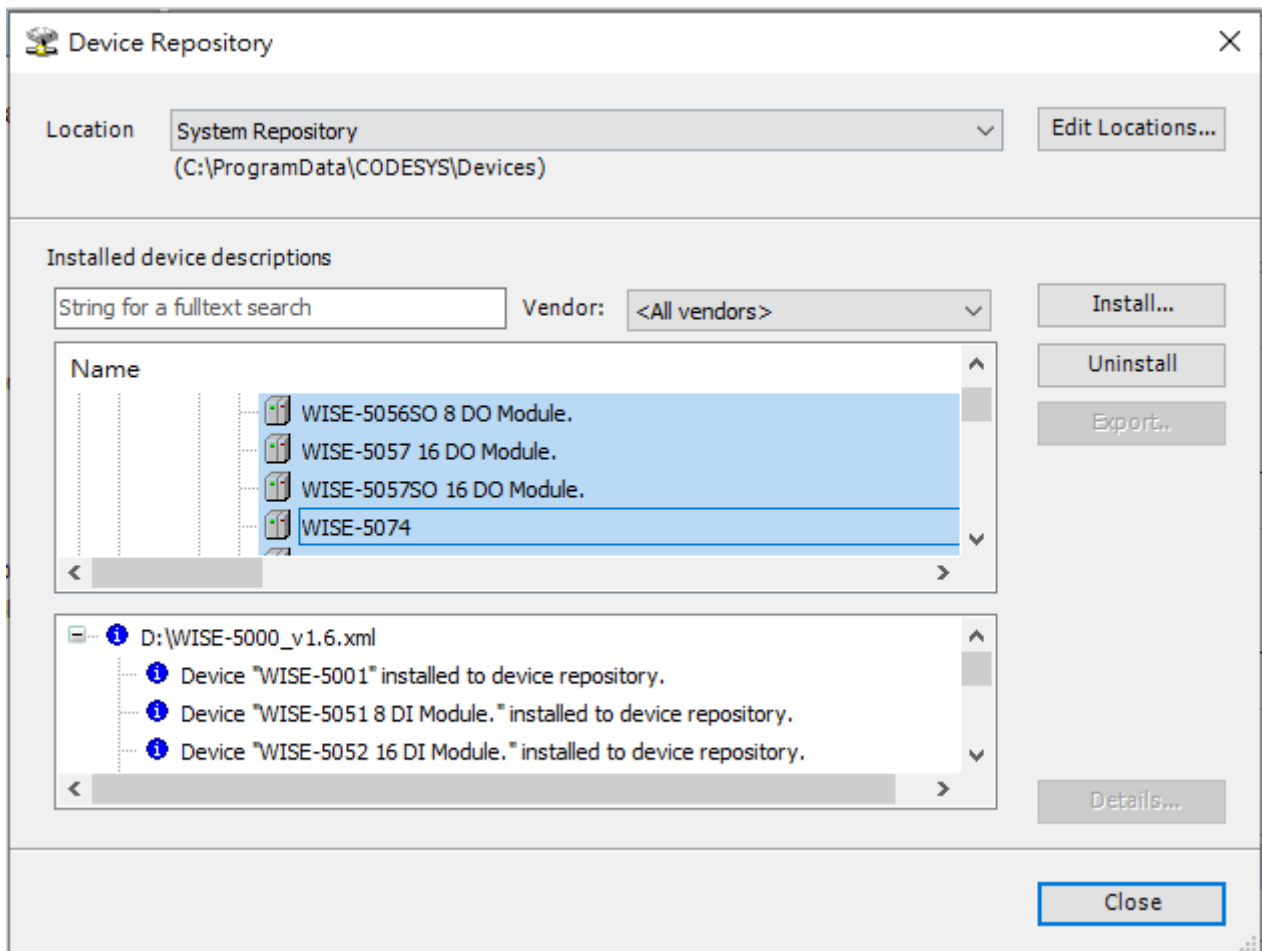 Device Repository
Location System Repository Edit Locations...
(C:\ProgramData\CODESYS\Devices)
Installed device descriptions
String for a fulltext search Vendor: <All vendors> Install...
Name Uninstall
WISE-5056SO 8 DO Module. Export..
WISE-5057 16 DO Module.
WISE-5057SO 16 DO Module.
WISE-5074
D:\WISE-5000_v1.6.xml
Device "WISE-5001" installed to device repository.
Device "WISE-5051 8 DI Module." installed to device repository.
Device "WISE-5052 16 DI Module." installed to device repository.
Details...
Close